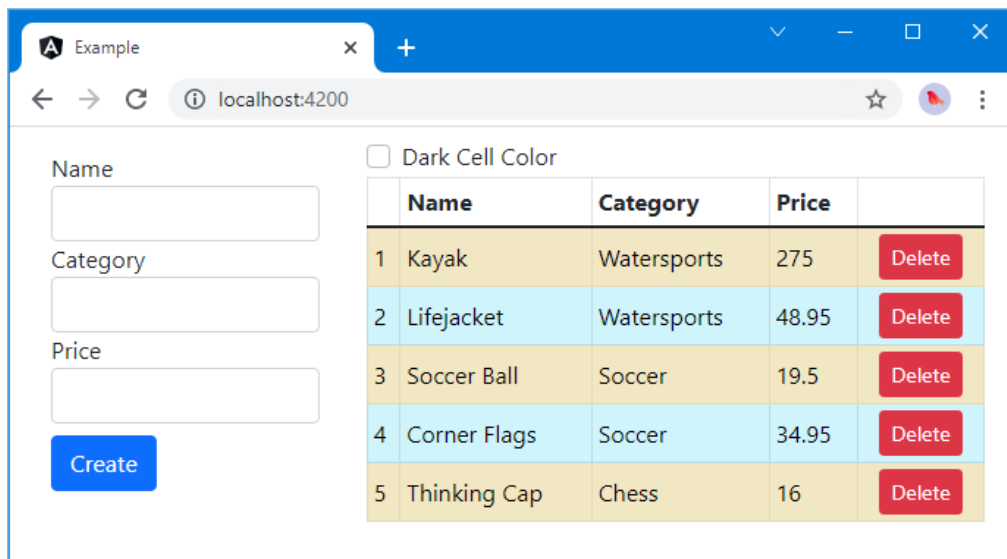 Example
localhost:4200
Name
Category
Price
Create
Dark Cell Color
Name Category Price
1 Kayak Watersports 275 Delete
2 Lifejacket Watersports 48.95 Delete
3 Soccer Ball Soccer 19.5 Delete
4 Corner Flags Soccer 34.95 Delete
5 Thinking Cap Chess 16 Delete